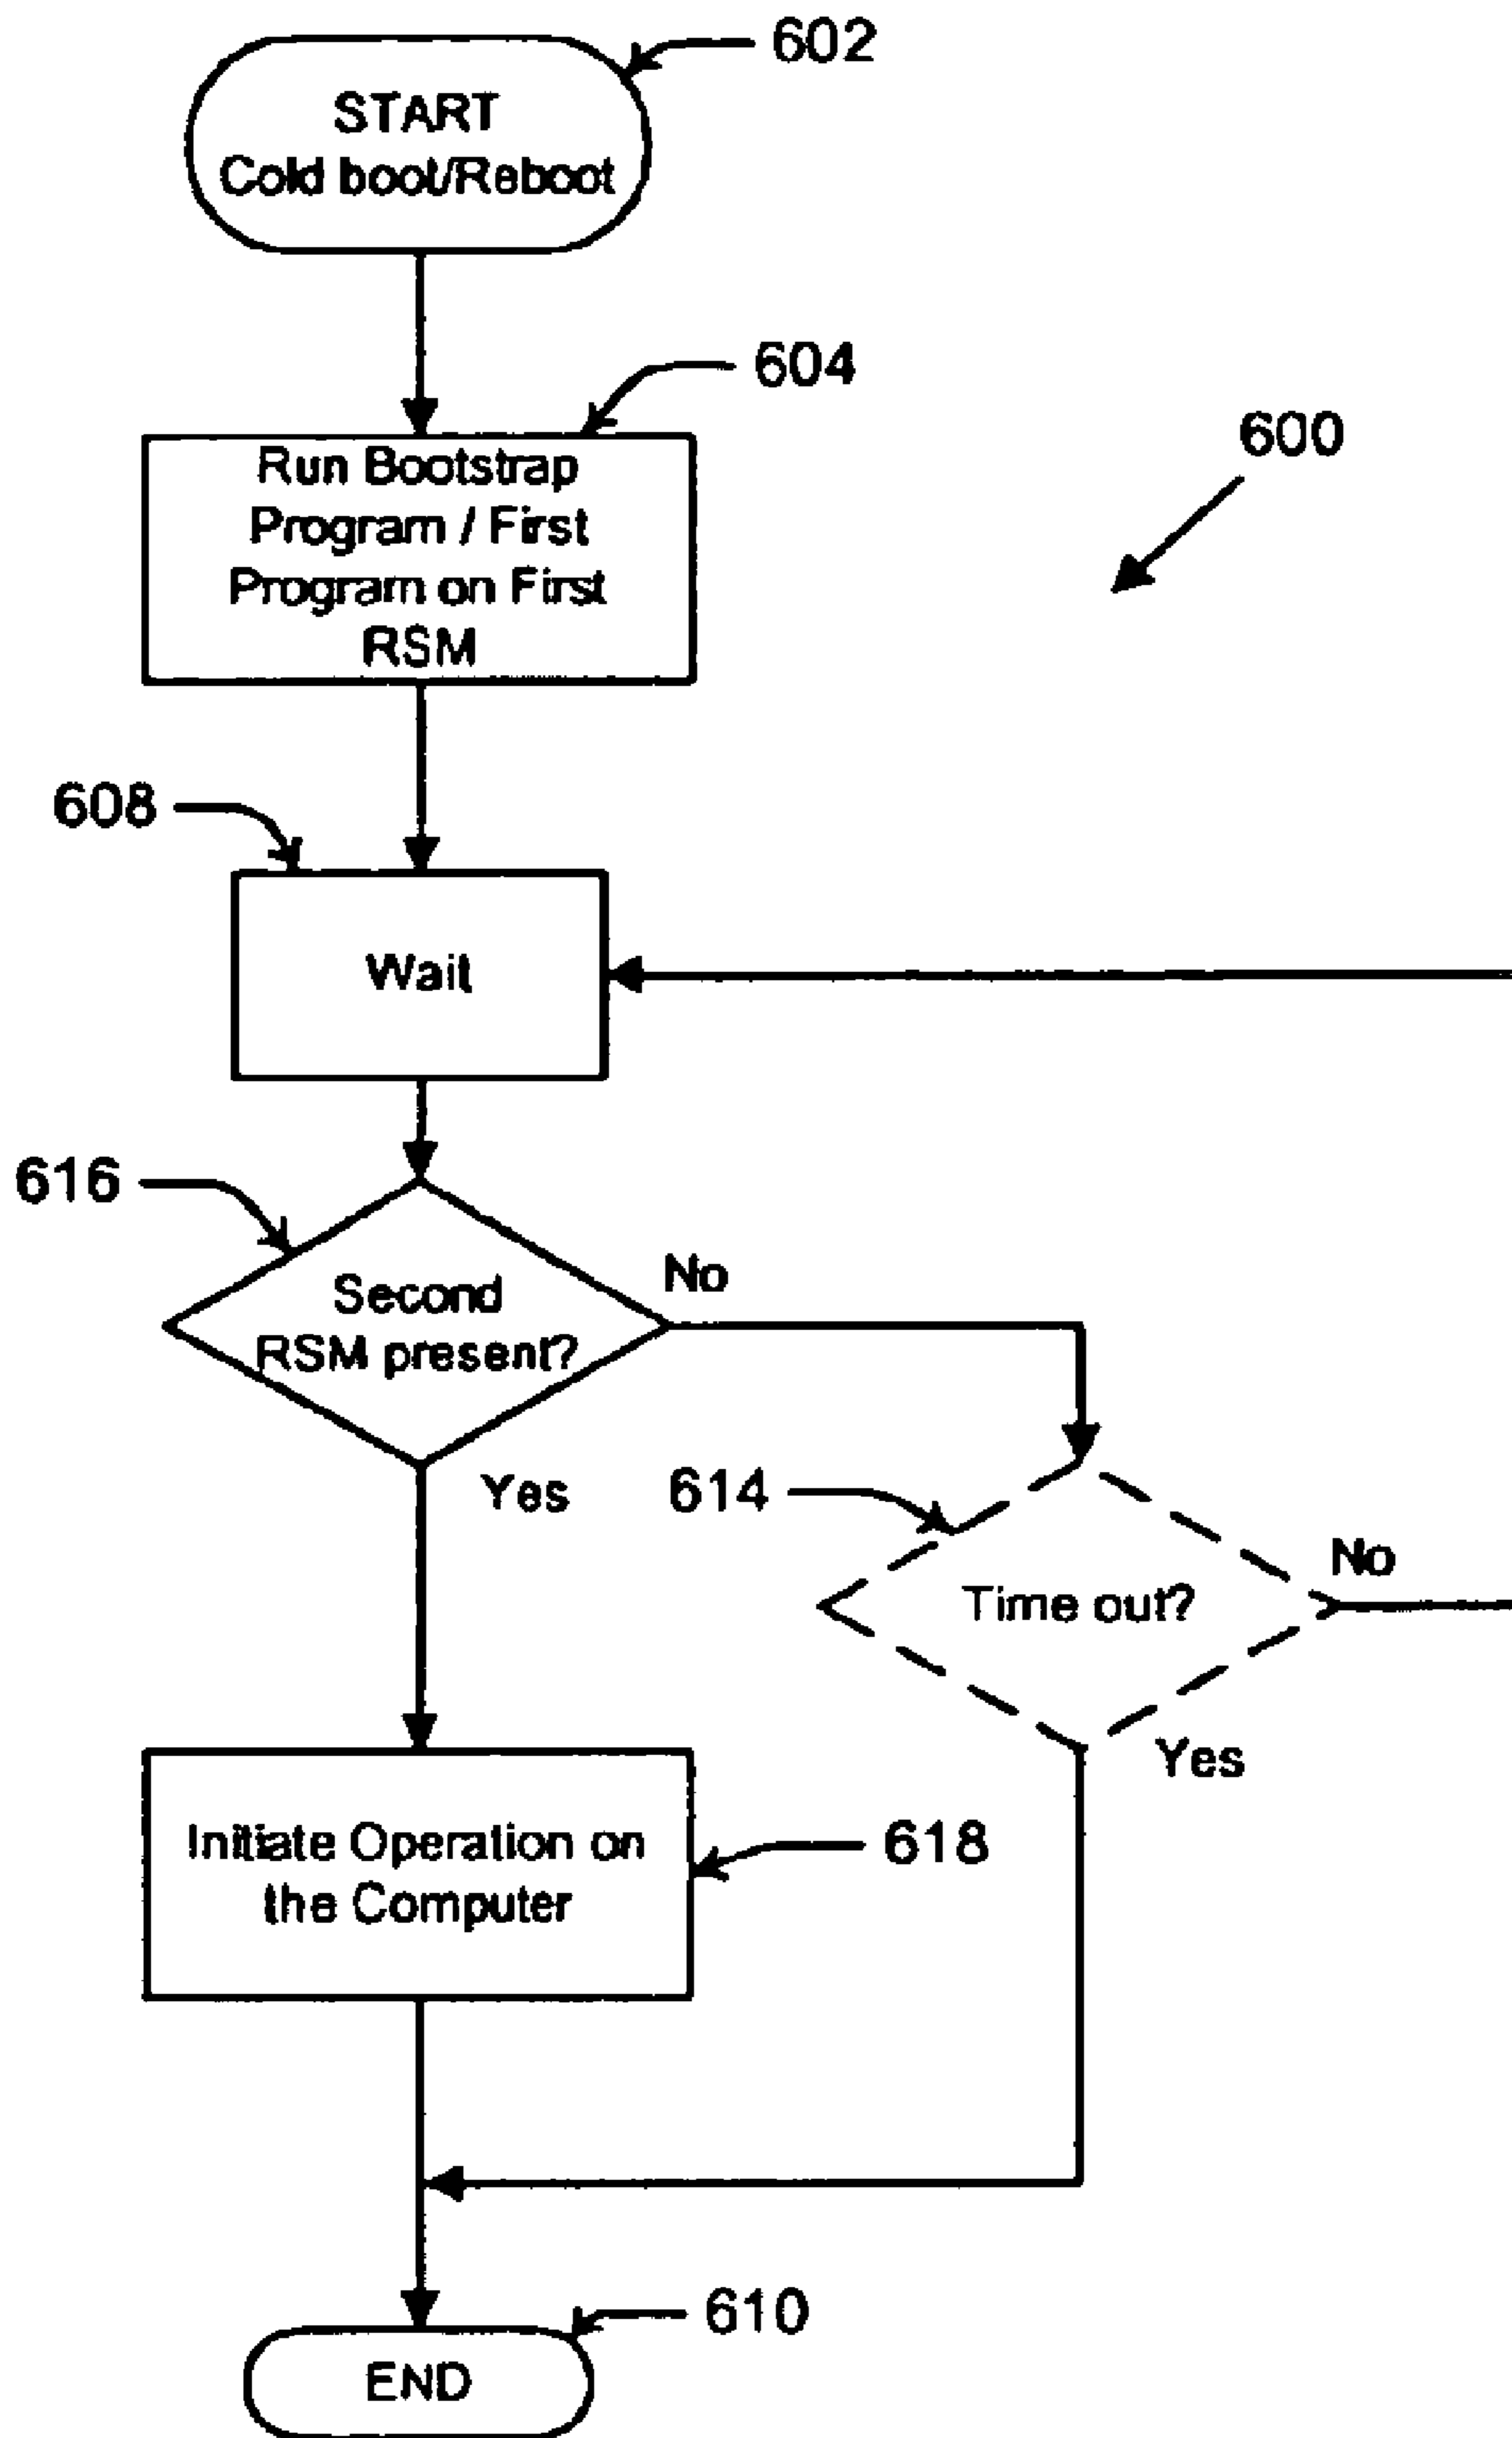 602
START
Cold boot/Reboot
604
Run Bootstrap
Program / First
Program on First
RSM
600
608
Wait
616
Second
RSM present?
No
Yes
614
Time out?
No
Yes
Initiate Operation on
the Computer
618
610
END